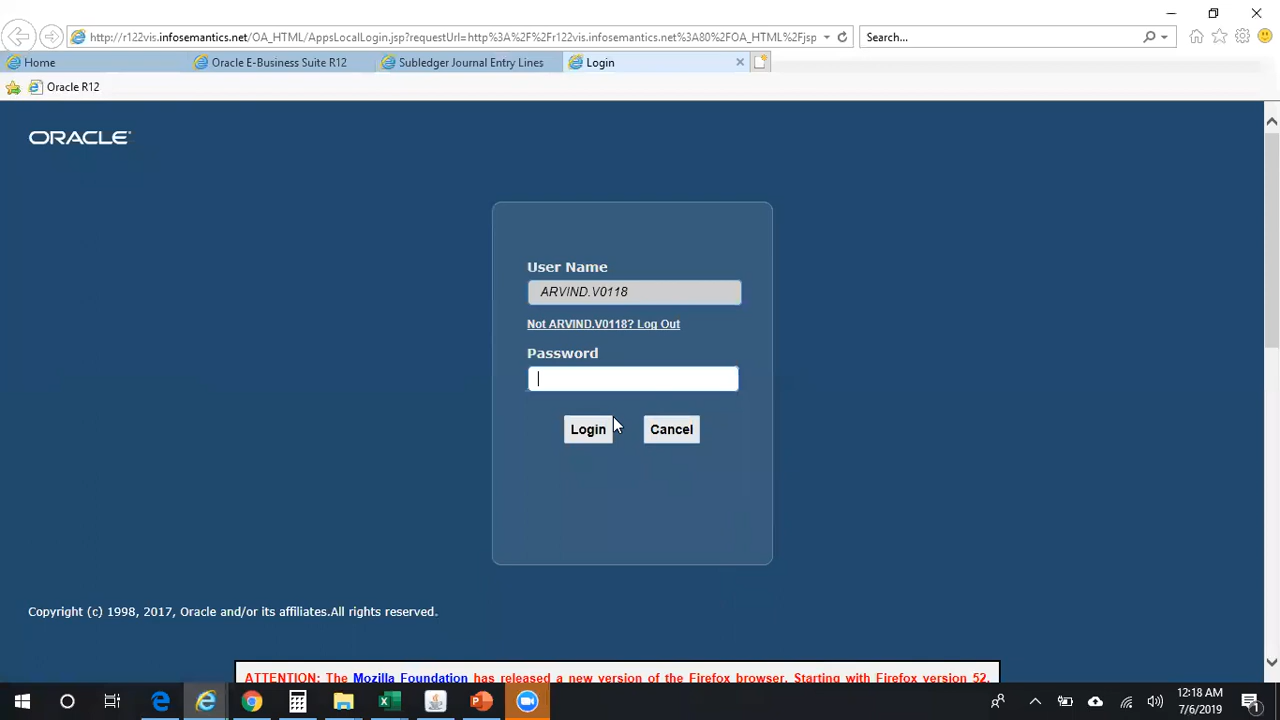 http://r122vis.infosemantics.net/OA_HTML/AppsLocalLogin.jsp?requestUrl=http%3A%2F%2Fr122vis.infosemantics.net%3A80%2FOA_HTML%2Fjsp
Search...
Home
Oracle E-Business Suite R12
Subledger Journal Entry Lines
Login
Oracle R12
ORACLE
User Name
ARVIND.V0118
Not ARVIND.V0118? Log Out
Password
Login
Cancel
Copyright (c) 1998, 2017, Oracle and/or its affiliates.All rights reserved.
ATTENTION: The Mozilla Foundation has released a new version of the Firefox browser. Starting with Firefox version 52,
12:18 AM
7/6/2019
1